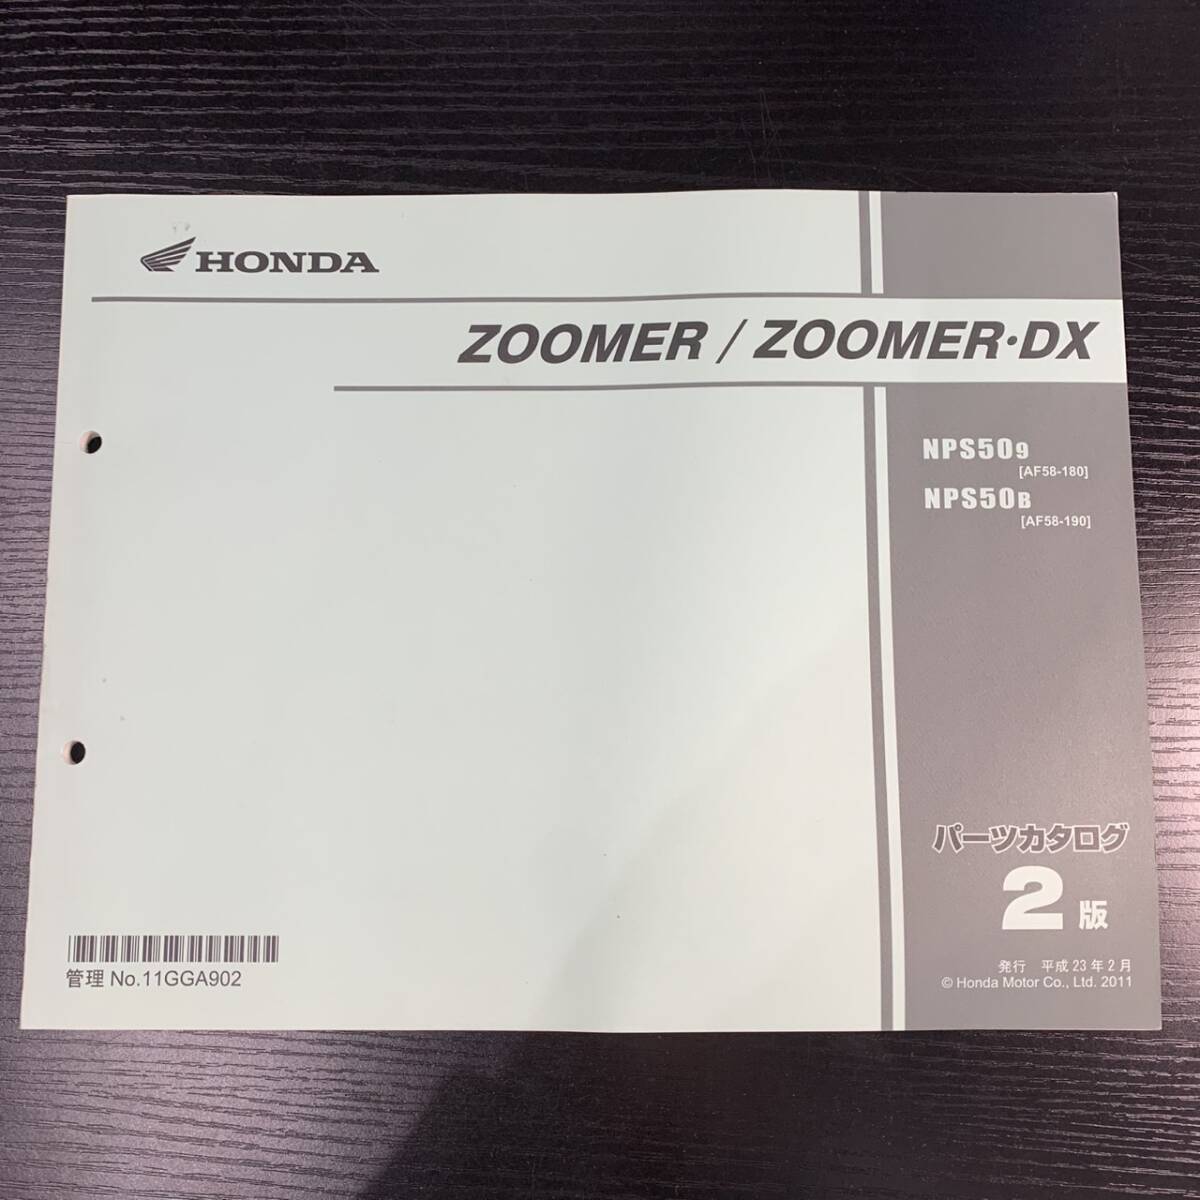 HONDA
ZOOMER / ZOOMER・DX
NPS509
[AF58-180]
NPS50B
[AF58-190]
パーツカタログ
2版
発行 平成23年2月
© Honda Motor Co., Ltd. 2011
管理 No.11GGA902